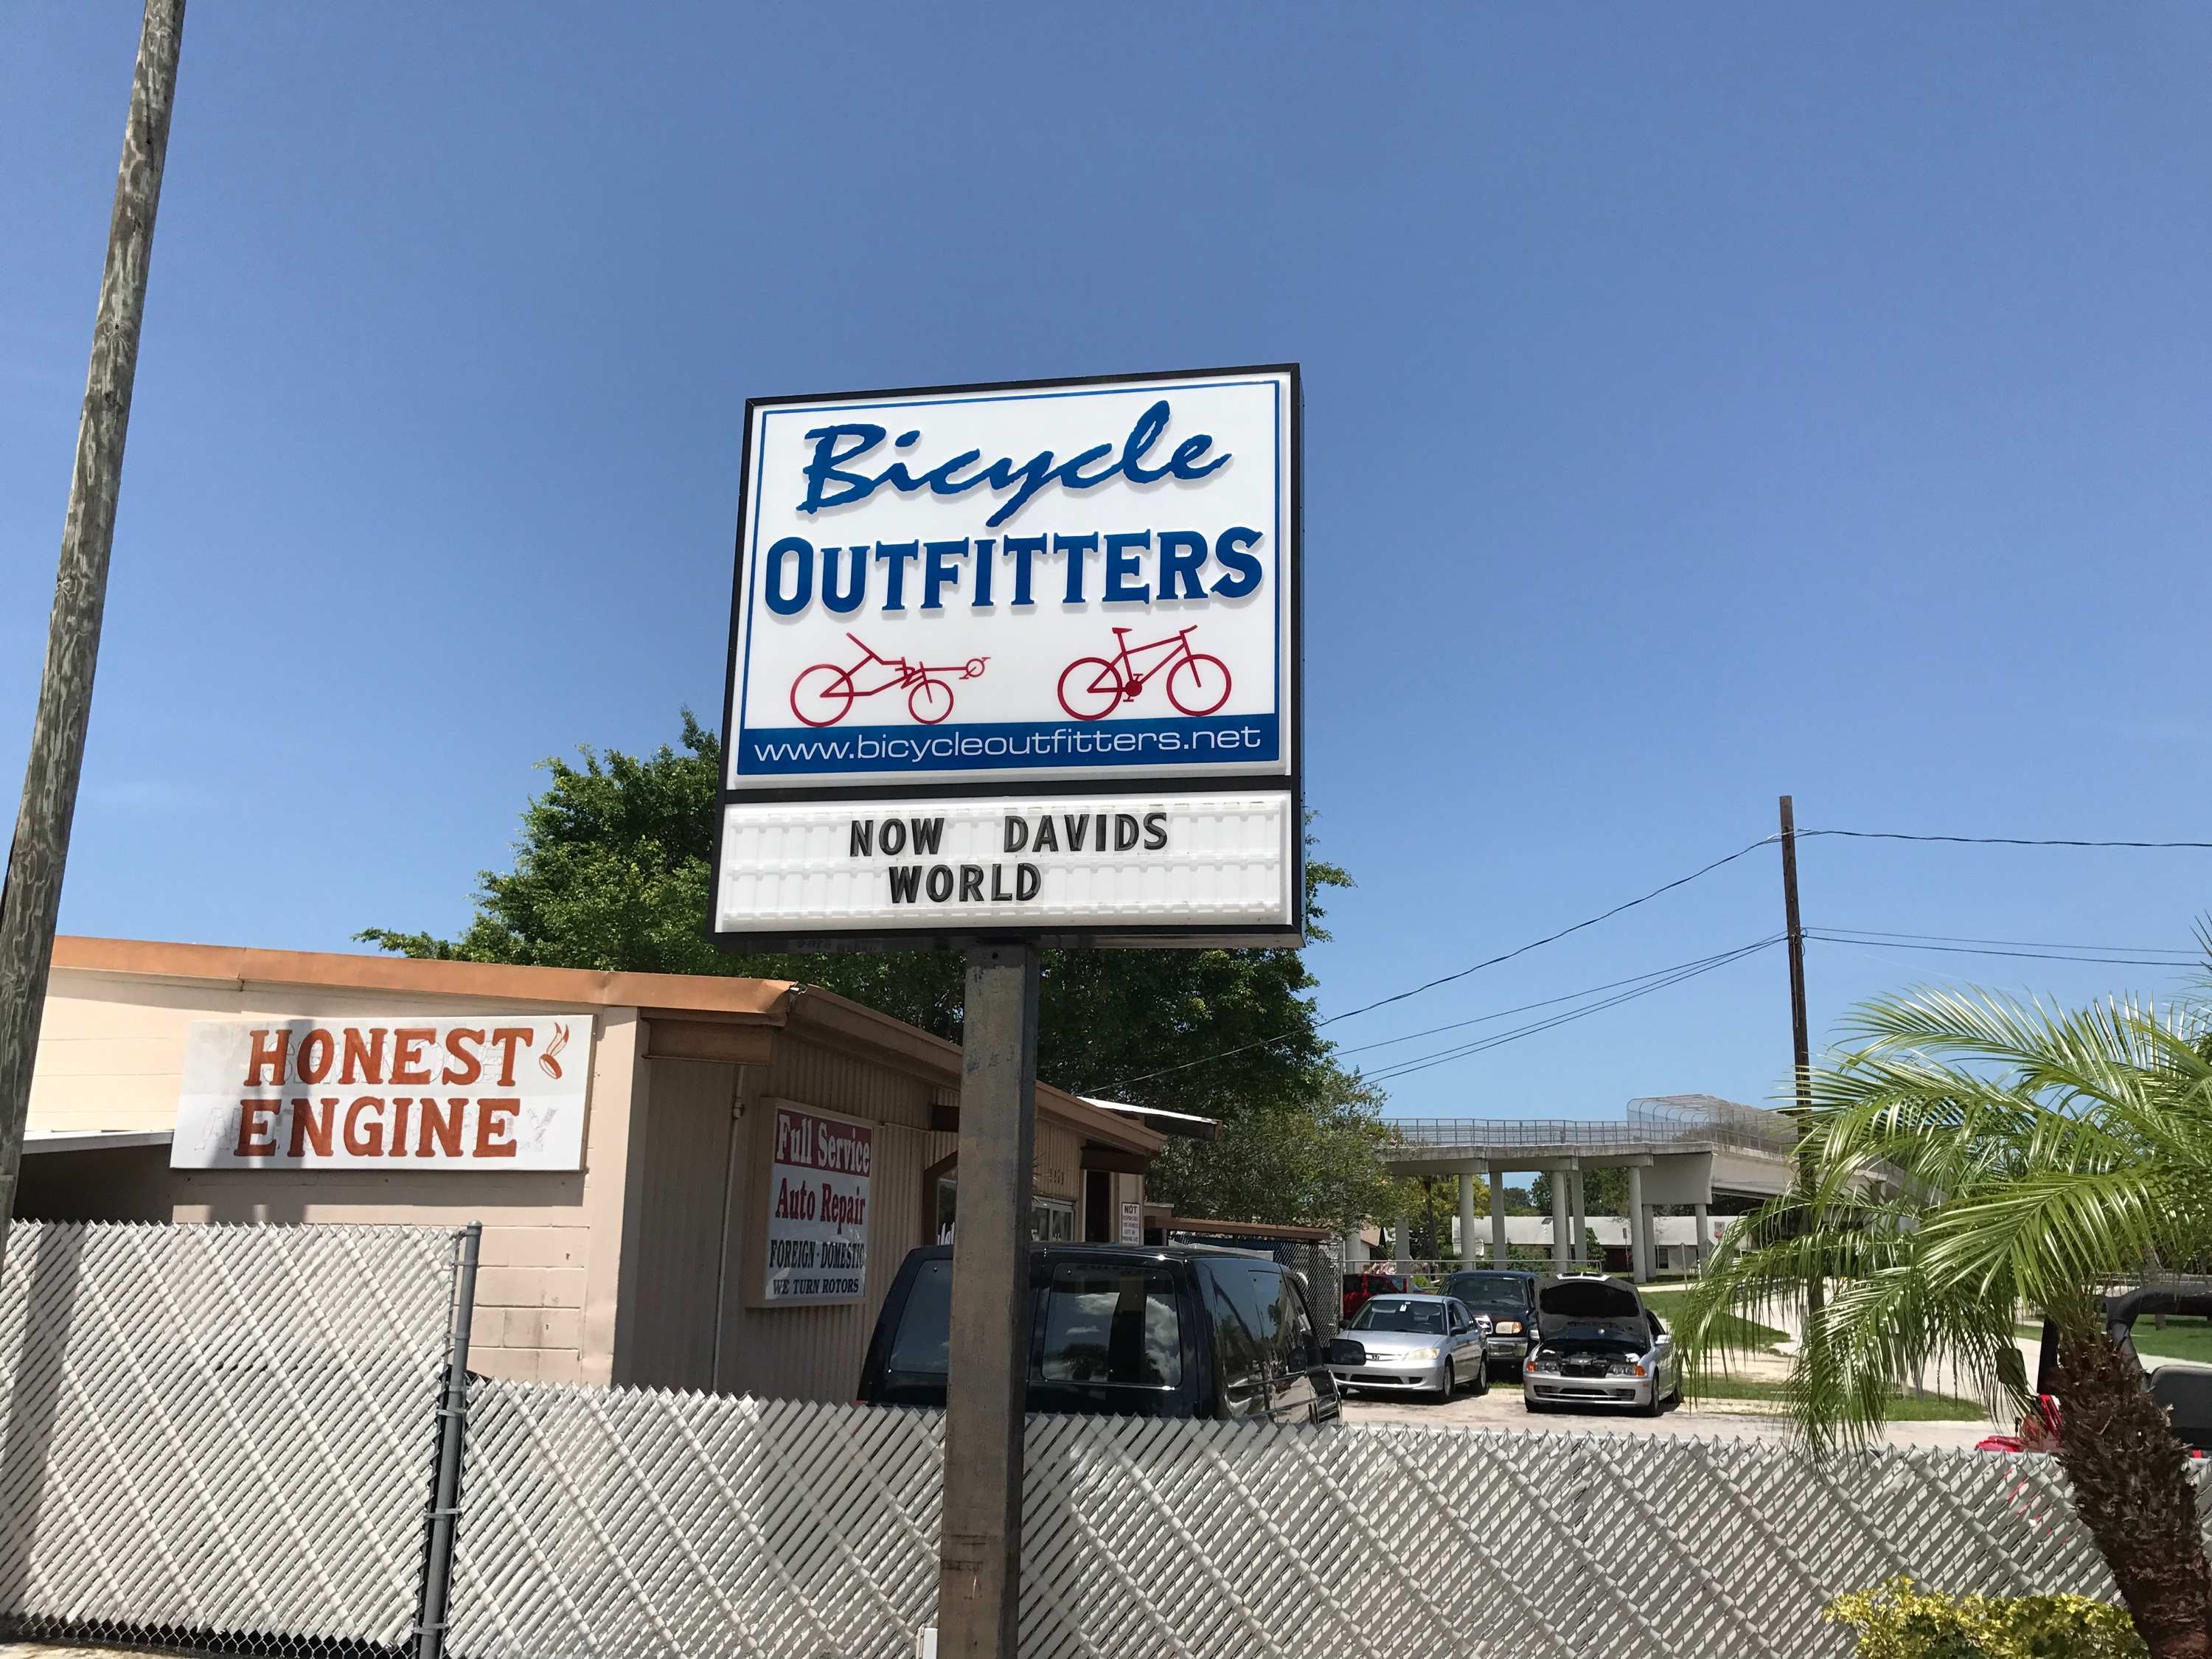 Bicycle
OUTFITTERS
www.bicycleoutfitters.net
NOW DAVIDS
WORLD
HONEST
ENGINE
Full Service
Auto Repair
FOREIGN · DOMESTIC
WE TURN ROTORS
NOT